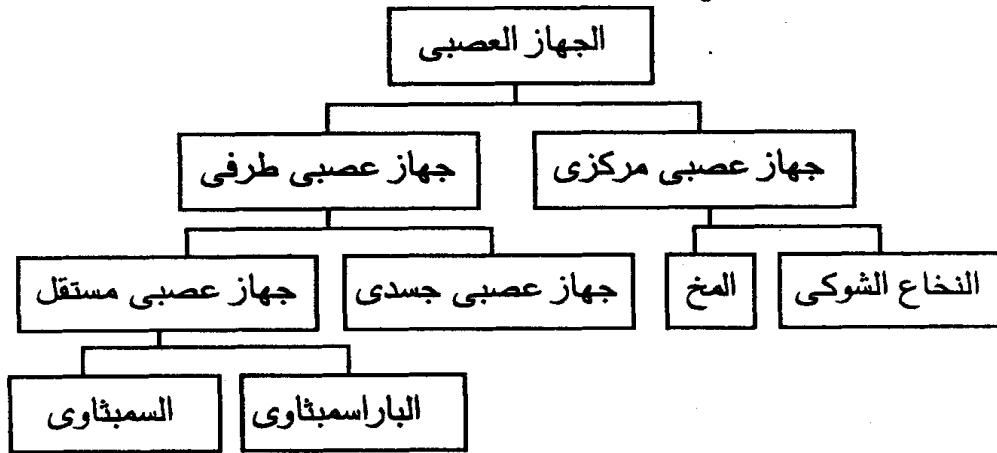 الجهاز العصبى
جهاز عصبى مركزى
جهاز عصبى طرفى
النخاع الشوكى
المخ
جهاز عصبى جسدى
جهاز عصبى مستقل
الباراسمبثاوى
السمبثاوى